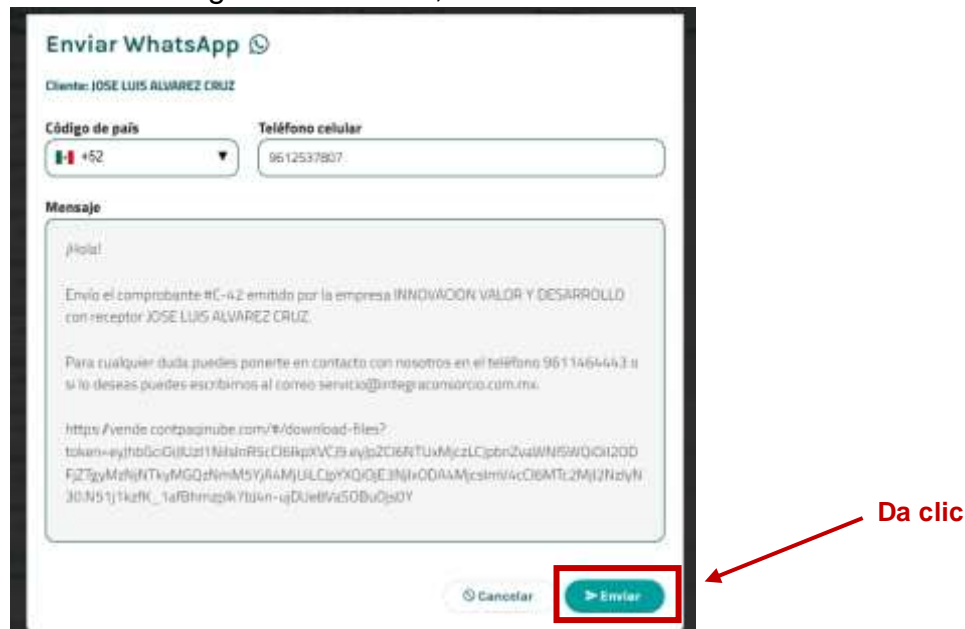 Enviar WhatsApp
Cliente: JOSE LUIS ALVAREZ CRUZ
Código de país Teléfono celular
+52 9612537807
Mensaje
¡Hola!
Envío el comprobante #C-42 emitido por la empresa INNOVACION VALOR Y DESARROLLO
con receptor JOSE LUIS ALVAREZ CRUZ.
Para cualquier duda puedes ponerte en contacto con nosotros en el teléfono 9611464443 o
si lo deseas puedes escribirnos al correo servicio@integraconsorcio.com.mx.
https://vende.contpaqinube.com/#/download-files?
Da clic
Cancelar Enviar